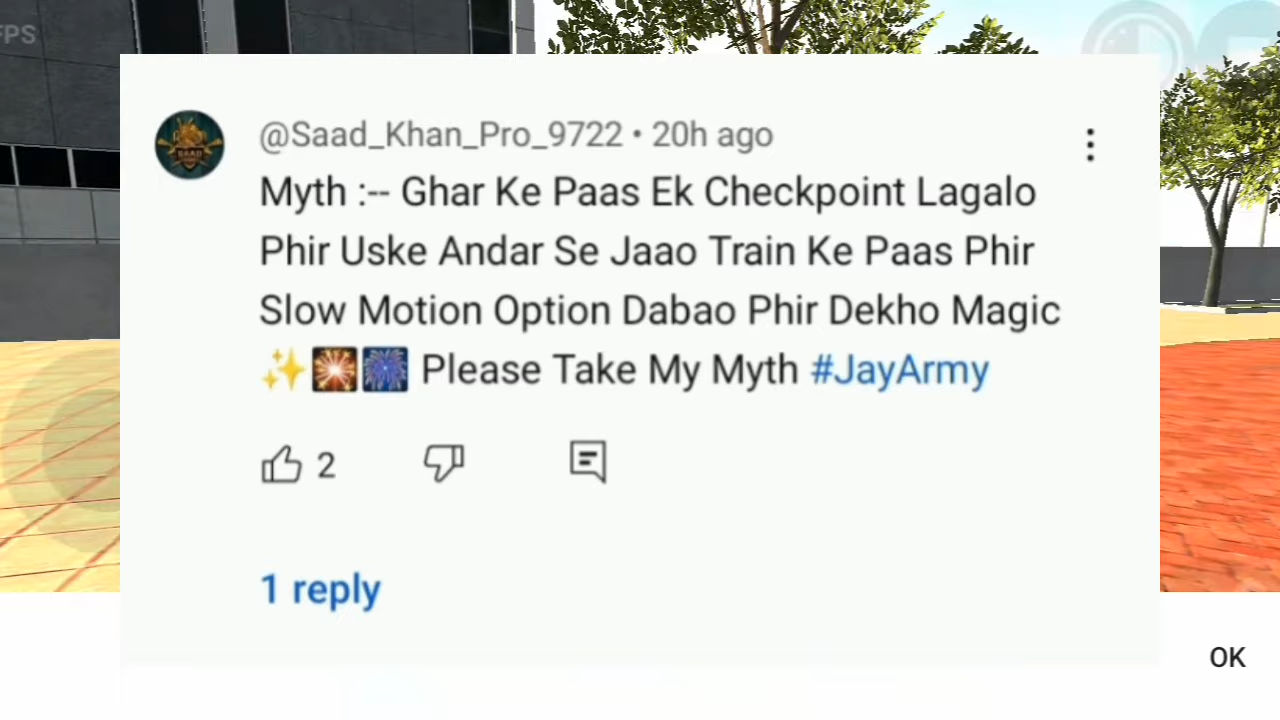 FPS
@Saad_Khan_Pro_9722 • 20h ago
Myth :-- Ghar Ke Paas Ek Checkpoint Lagalo
Phir Uske Andar Se Jaao Train Ke Paas Phir
Slow Motion Option Dabao Phir Dekho Magic
✨🎇🎆 Please Take My Myth #JayArmy
2
1 reply
OK